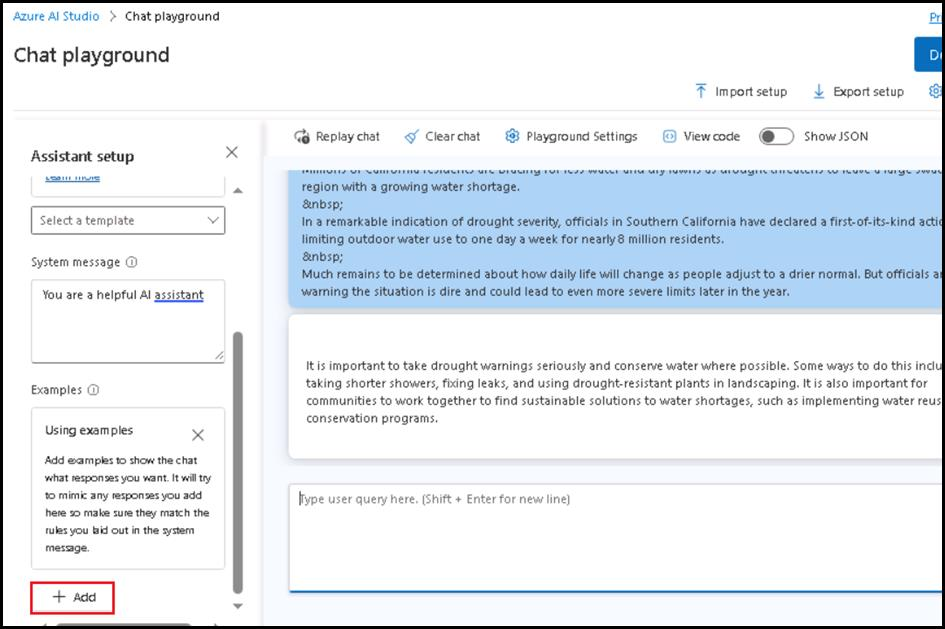 Azure AI Studio > Chat playground
Pr
Chat playground
D
Import setup Export setup
Replay chat Clear chat Playground Settings View code Show JSON
Assistant setup
Learn more
Select a template
System message
You are a helpful AI assistant
Examples
Using examples
Add examples to show the chat
what responses you want. It will try
to mimic any responses you add
here so make sure they match the
rules you laid out in the system
message.
+ Add
Millions of California residents are bracing for less water and dry lawns as drought threatens to leave a large
region with a growing water shortage.
&nbsp;
In a remarkable indication of drought severity, officials in Southern California have declared a first-of-its-kind actio
limiting outdoor water use to one day a week for nearly 8 million residents.
&nbsp;
Much remains to be determined about how daily life will change as people adjust to a drier normal. But officials a
warning the situation is dire and could lead to even more severe limits later in the year.
It is important to take drought warnings seriously and conserve water where possible. Some ways to do this inclu
taking shorter showers, fixing leaks, and using drought-resistant plants in landscaping. It is also important for
communities to work together to find sustainable solutions to water shortages, such as implementing water reus
conservation programs.
Type user query here. (Shift + Enter for new line)